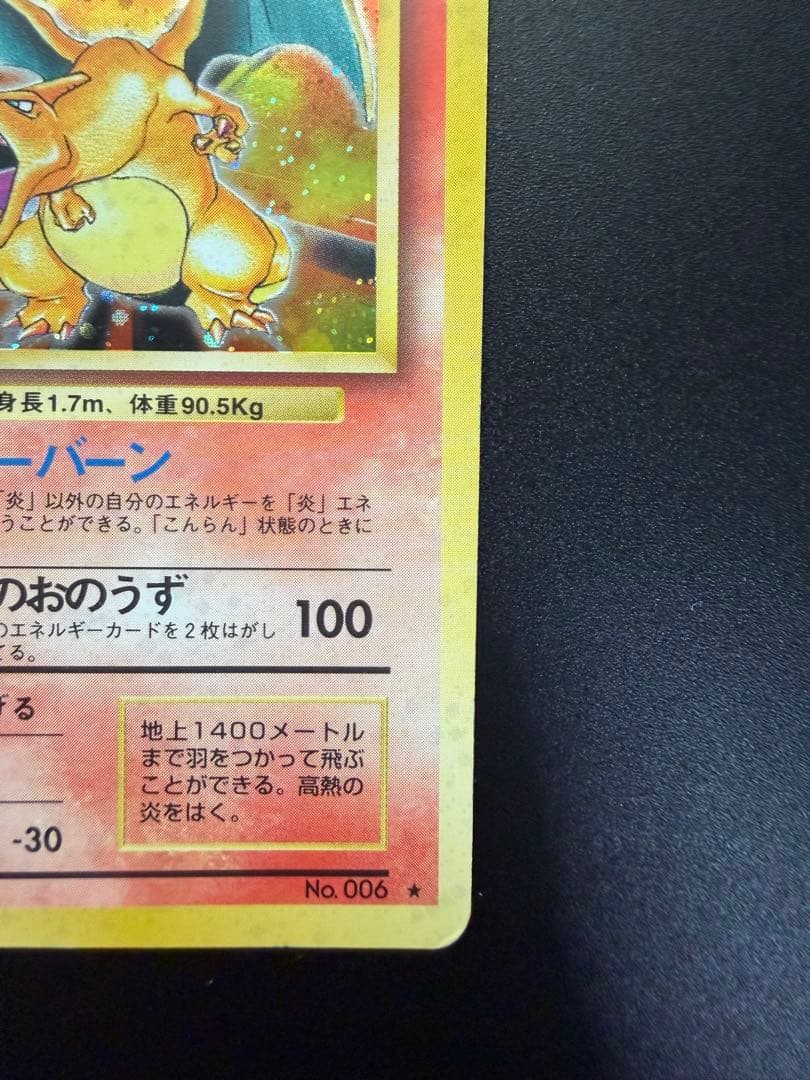 身長1.7m、体重90.5Kg
ーバーン
「炎」以外の自分のエネルギーを「炎」エネ
うことができる。「こんらん」状態のときに
のおのうず 100
のエネルギーカードを2枚はがし
てる。
げる
地上1400メートル
まで羽をつかって飛ぶ
ことができる。高熱の
炎をはく。
-30
No. 006 ★